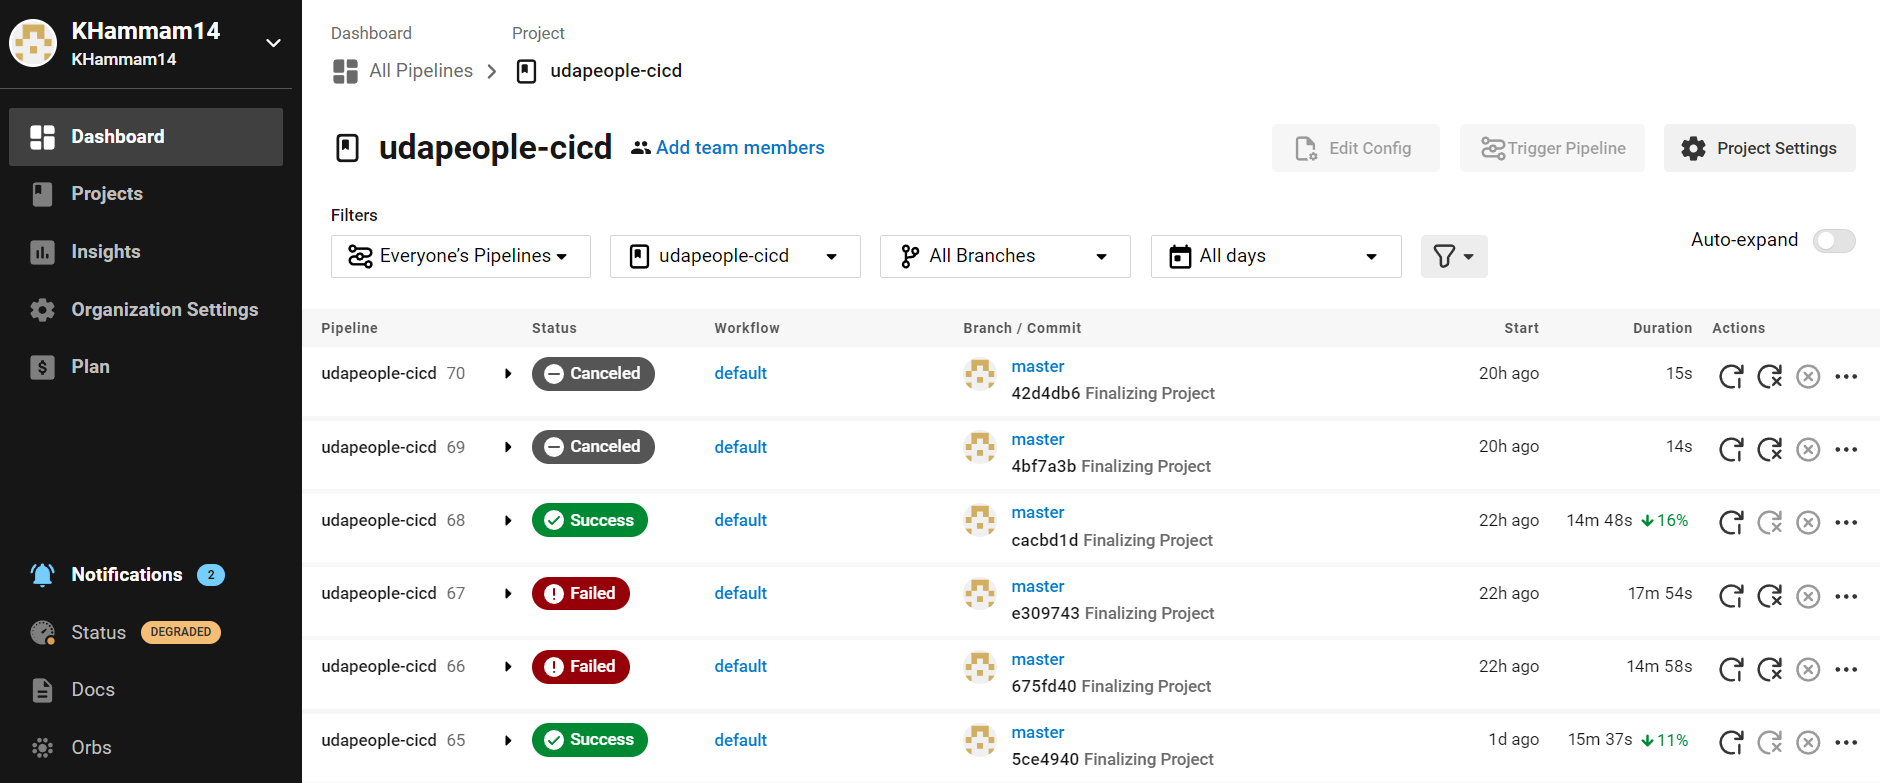 KHammam14
KHammam14
Dashboard
Projects
Insights
Organization Settings
Plan
Notifications 2
Status DEGRADED
Docs
Orbs
Dashboard Project
All Pipelines udapeople-cicd
udapeople-cicd Add team members
Edit Config Trigger Pipeline Project Settings
Filters
Everyone’s Pipelines udapeople-cicd All Branches All days
Auto-expand
Pipeline Status Workflow Branch / Commit Start Duration Actions
udapeople-cicd 70 Canceled default master 20h ago 15s
42d4db6 Finalizing Project
udapeople-cicd 69 Canceled default master 20h ago 14s
4bf7a3b Finalizing Project
udapeople-cicd 68 Success default master 22h ago 14m 48s 16%
cacbd1d Finalizing Project
udapeople-cicd 67 Failed default master 22h ago 17m 54s
e309743 Finalizing Project
udapeople-cicd 66 Failed default master 22h ago 14m 58s
675fd40 Finalizing Project
udapeople-cicd 65 Success default master 1d ago 15m 37s 11%
5ce4940 Finalizing Project